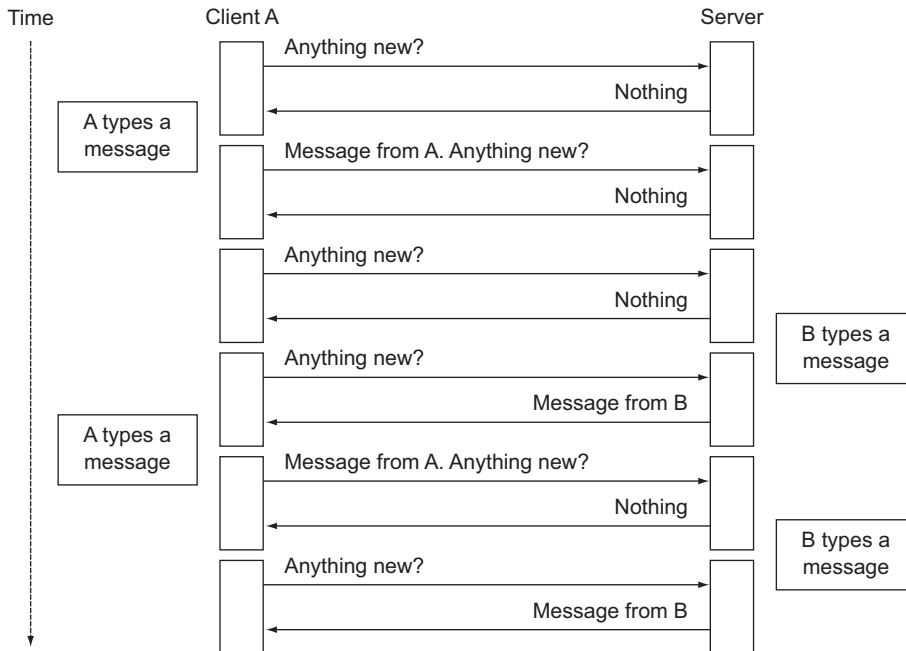 Time
Client A
Server
Anything new?
Nothing
A types a
message
Message from A. Anything new?
Nothing
Anything new?
Nothing
B types a
message
Anything new?
Message from B
A types a
message
Message from A. Anything new?
Nothing
B types a
message
Anything new?
Message from B